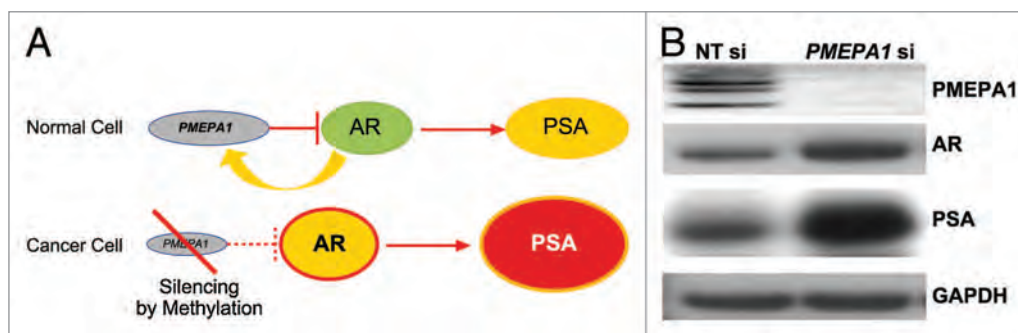 A
Normal Cell
PMEPA1
AR
PSA
Cancer Cell
PMEPA1
AR
PSA
Silencing
by Methylation
B
NT si PMEPA1 si
PMEPA1
AR
PSA
GAPDH